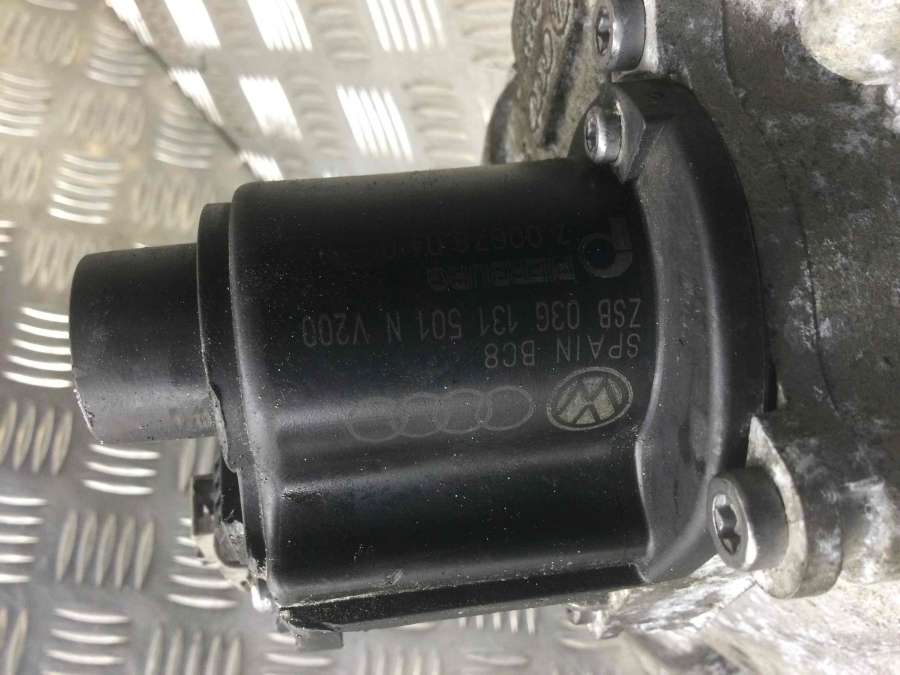 SPAIN BC8
ZSB 036 131 501 N V200
PIERBURG